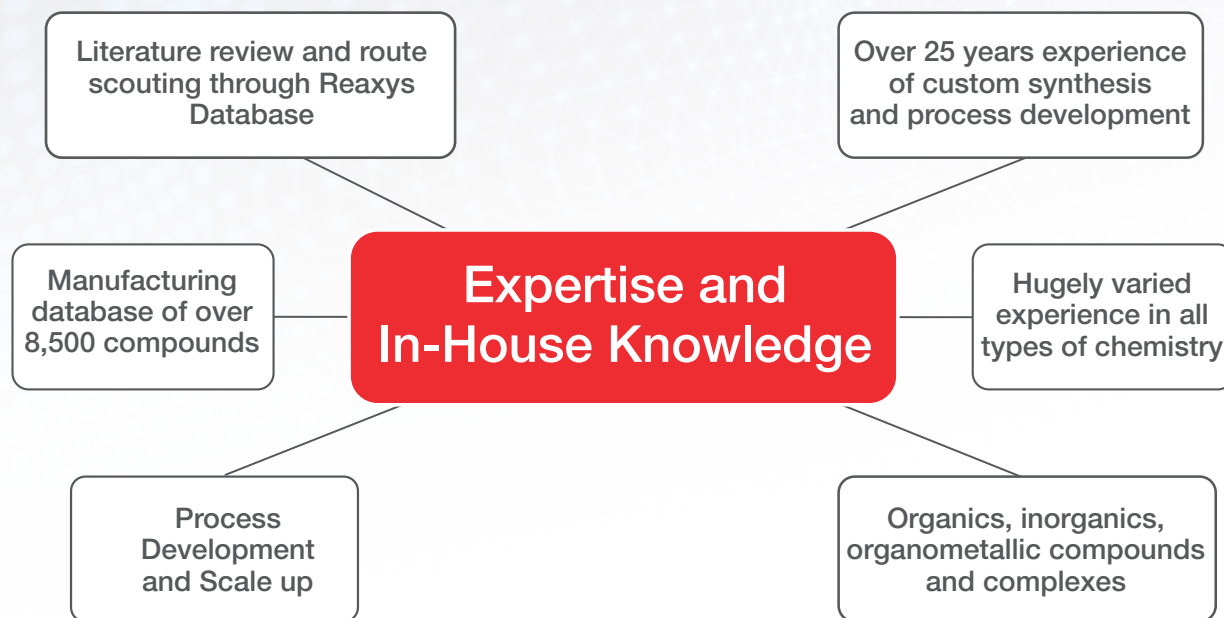 Literature review and route
scouting through Reaxys
Database
Over 25 years experience
of custom synthesis
and process development
Manufacturing
database of over
8,500 compounds
Expertise and
In-House Knowledge
Hugely varied
experience in all
types of chemistry
Process
Development
and Scale up
Organics, inorganics,
organometallic compounds
and complexes